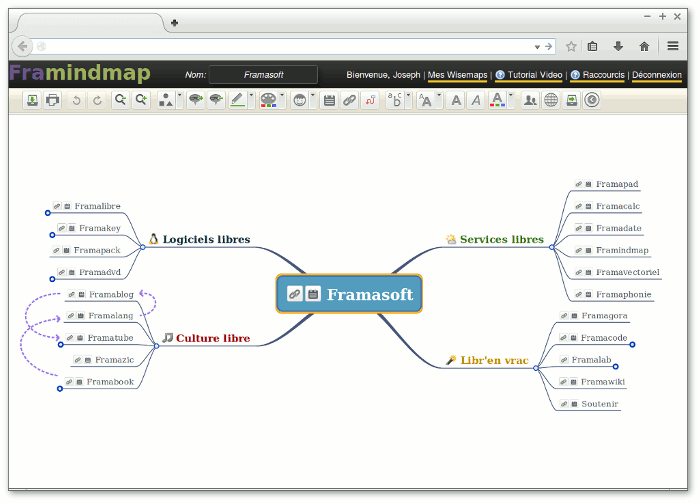 Framindmap
Nom: Framasoft
Bienvenue, Joseph | Mes Wisemaps | Tutorial Video | Raccourcis | Déconnexion
Framalibre
Framakey
Framapack
Framadvd
Logiciels libres
Framablog
Framalang
Framatube
Framazic
Framabook
Culture libre
Framasoft
Services libres
Framapad
Framacalc
Framadate
Framindmap
Framavectoriel
Framaphonie
Libr'en vrac
Framagora
Framacode
Framalab
Framawiki
Soutenir